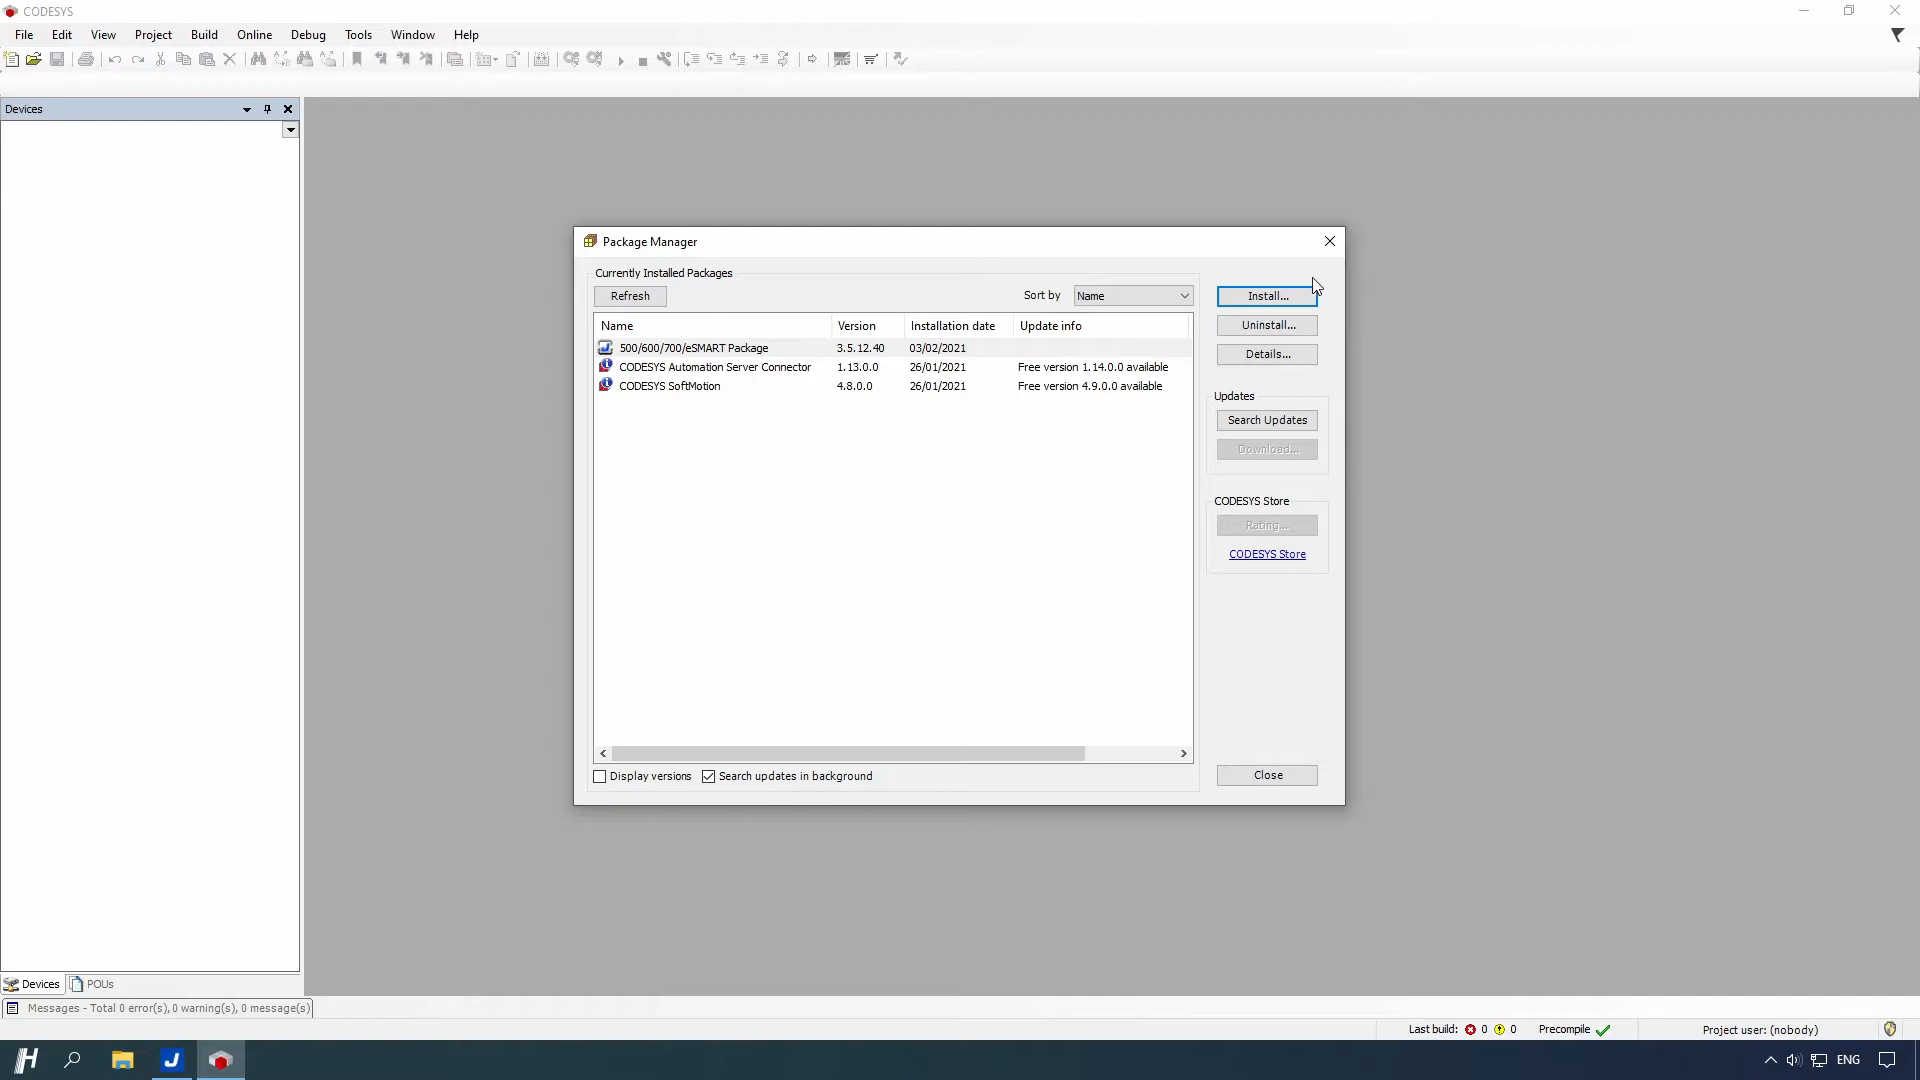 CODESYS
File Edit View Project Build Online Debug Tools Window Help
Devices
Package Manager
Currently Installed Packages
Refresh
Sort by
Name
Install...
Name Version Installation date Update info
Uninstall...
500/600/700/eSMART Package 3.5.12.40 03/02/2021
Details...
CODESYS Automation Server Connector 1.13.0.0 26/01/2021 Free version 1.14.0.0 available
CODESYS SoftMotion 4.8.0.0 26/01/2021 Free version 4.9.0.0 available
Updates
Search Updates
Download...
CODESYS Store
Rating...
CODESYS Store
Display versions
Search updates in background
Close
Devices POUs
Messages - Total 0 error(s), 0 warning(s), 0 message(s)
Last build: 0 0 Precompile Project user: (nobody)
ENG